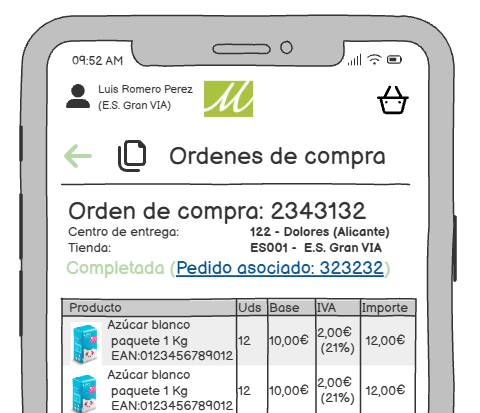 09:52 AM
Luis Romero Perez
(E.S. Gran VIA)
M
Ordenes de compra
Orden de compra: 2343132
Centro de entrega: 122 - Dolores (Alicante)
Tienda: ES001 - E.S. Gran VIA
Completada (Pedido asociado: 323232)
Producto Uds Base IVA Importe
Azúcar blanco
paquete 1 Kg
EAN:0123456789012
12 10,00€ 2,00€
(21%)
12,00€
Azúcar blanco
paquete 1 Kg
EAN:0123456789012
12 10,00€ 2,00€
(21%)
12,00€